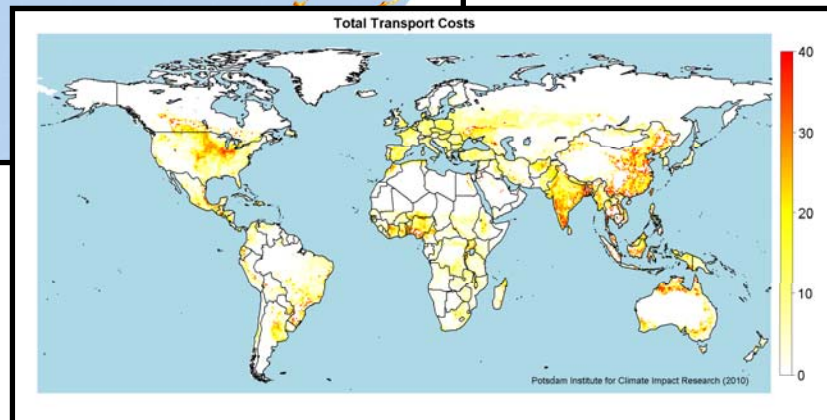 Total Transport Costs
40
30
20
10
0
Potsdam Institute for Climate Impact Research (2010)